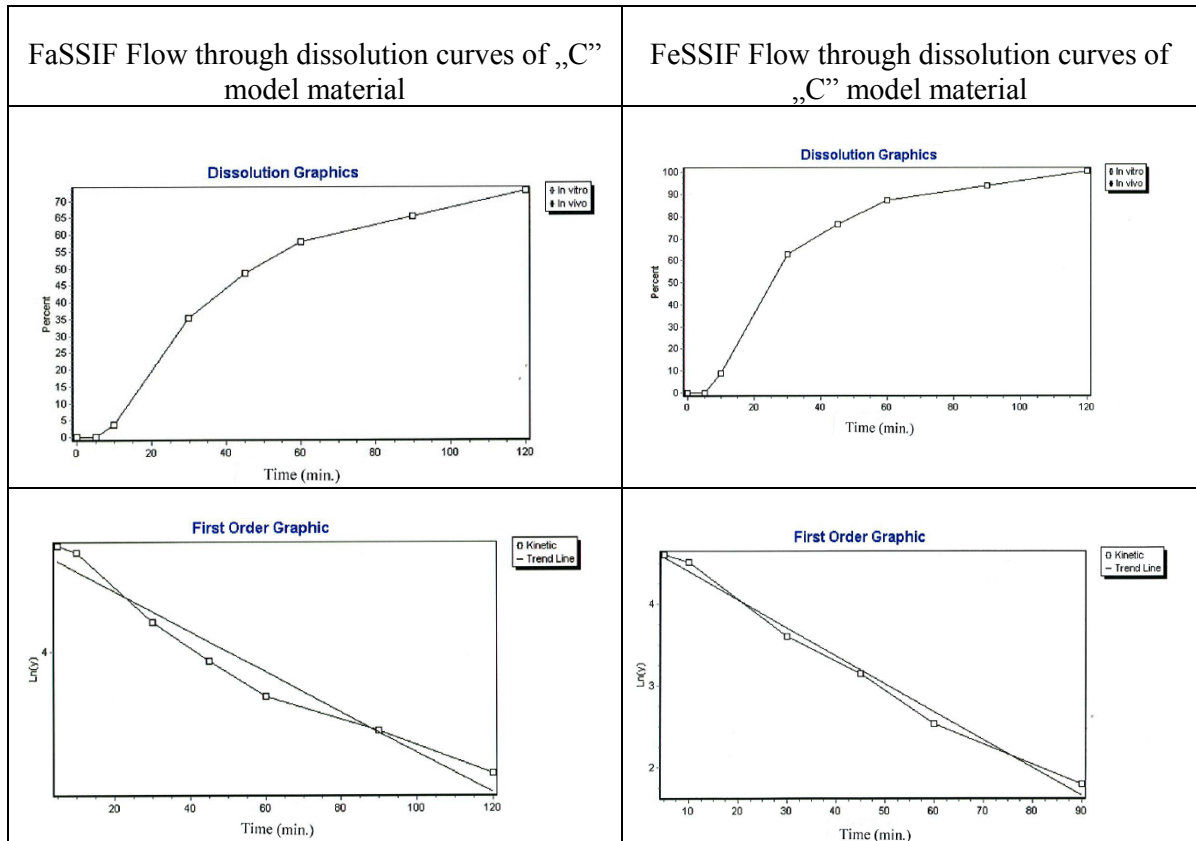 FaSSIF Flow through dissolution curves of „C”
model material
FeSSIF Flow through dissolution curves of
„C” model material
Dissolution Graphics
In vitro
In vivo
70
65
60
55
50
45
40
35
30
25
20
15
10
5
0
Percent
0 20 40 60 80 100 120
Time (min.)
Dissolution Graphics
In vitro
In vivo
100
90
80
70
60
50
40
30
20
10
0
Percent
0 20 40 60 80 100 120
Time (min.)
First Order Graphic
Kinetic
Trend Line
4
Ln(y)
20 40 60 80 100 120
Time (min.)
First Order Graphic
Kinetic
Trend Line
4
3
2
Ln(y)
10 20 30 40 50 60 70 80 90
Time (min.)